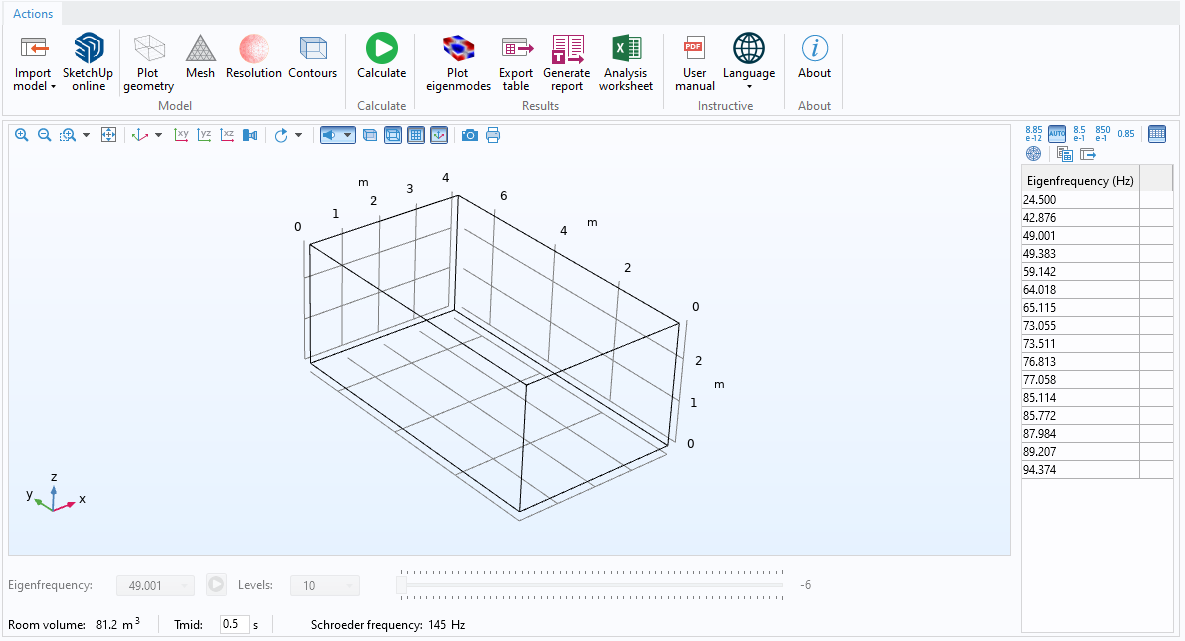 Actions
Import model
SketchUp online
Plot geometry
Mesh
Resolution
Contours
Calculate
Plot eigenmodes
Export table
T
Generate report
X
Analysis worksheet
PDF
User manual
Language
i
About
Model
Calculate
Results
Instructive
About
xy
yz
xz
8.85 e-12
AUTO
8.5 e-1
850 e-1
0.85
Eigenfrequency (Hz)
24.500
42.876
49.001
49.383
59.142
64.018
65.115
73.055
73.511
76.813
77.058
85.114
85.772
87.984
89.207
94.374
m
0
1
2
3
4
6
4
2
0
m
2
1
0
m
z
y
x
Eigenfrequency: 49.001 Levels: 10 -6
Room volume: 81.2 m³ Tmid: 0.5 s Schroeder frequency: 145 Hz